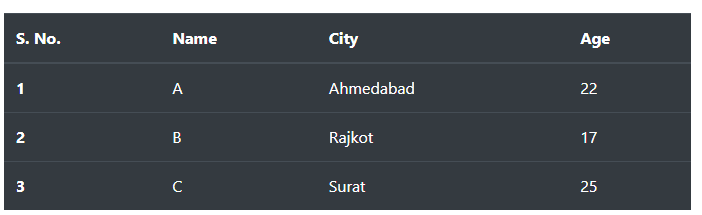 S. No. Name City Age
1 A Ahmedabad 22
2 B Rajkot 17
3 C Surat 25